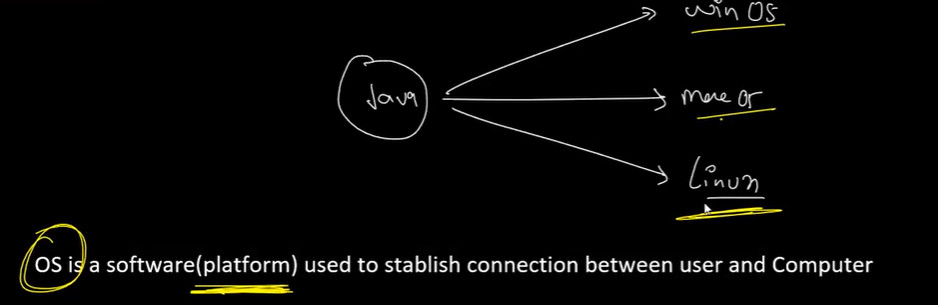 Win OS
Java
Mac OS
Linux
OS is a software(platform) used to stablish connection between user and Computer